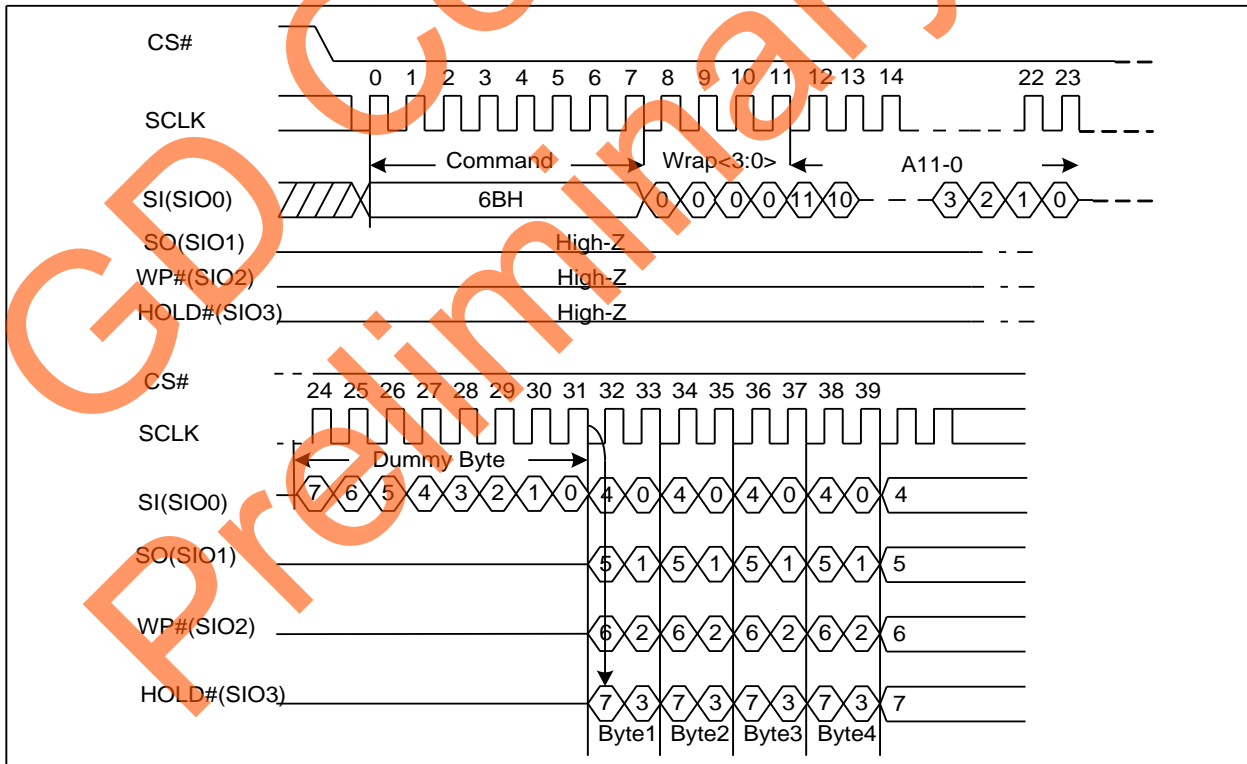 CS#
0 1 2 3 4 5 6 7 8 9 10 11 12 13 14 22 23
SCLK
Command Wrap<3:0> A11-0
SI(SIO0) 6BH 0 0 0 0 11 10 3 2 1 0
SO(SIO1) High-Z
WP#(SIO2) High-Z
HOLD#(SIO3) High-Z
CS#
24 25 26 27 28 29 30 31 32 33 34 35 36 37 38 39
SCLK
Dummy Byte
SI(SIO0) 7 6 5 4 3 2 1 0 4 0 4 0 4 0 4 0 4
SO(SIO1) 5 1 5 1 5 1 5 1 5
WP#(SIO2) 6 2 6 2 6 2 6 2 6
HOLD#(SIO3) 7 3 7 3 7 3 7 3 7
Byte1 Byte2 Byte3 Byte4
GD Co
Preliminary